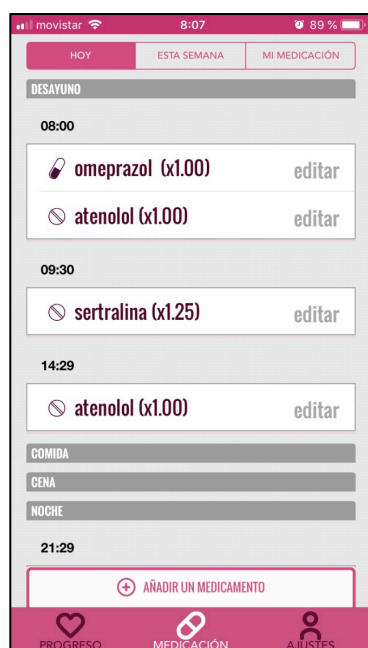 movistar 8:07 89 %
HOY ESTA SEMANA MI MEDICACIÓN
DESAYUNO
08:00
omeprazol (x1.00) editar
atenolol (x1.00) editar
09:30
sertralina (x1.25) editar
14:29
atenolol (x1.00) editar
COMIDA
CENA
NOCHE
21:29
AÑADIR UN MEDICAMENTO
PROGRESO MEDICACIÓN AJUSTES